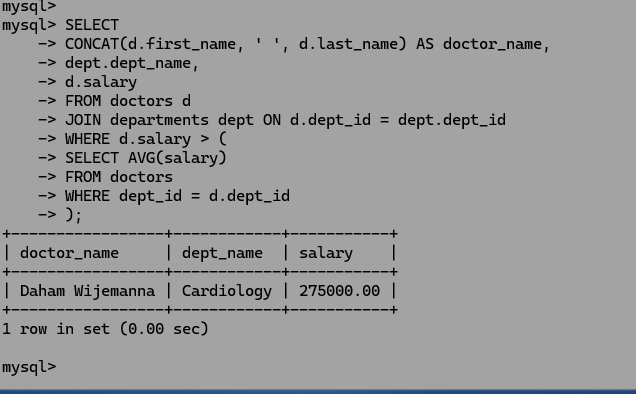 mysql>
mysql> SELECT
    -> CONCAT(d.first_name, ' ', d.last_name) AS doctor_name,
    -> dept.dept_name,
    -> d.salary
    -> FROM doctors d
    -> JOIN departments dept ON d.dept_id = dept.dept_id
    -> WHERE d.salary > (
    -> SELECT AVG(salary)
    -> FROM doctors
    -> WHERE dept_id = d.dept_id
    -> );
+-----------------+------------+-----------+
| doctor_name     | dept_name  | salary    |
+-----------------+------------+-----------+
| Daham Wijemanna | Cardiology | 275000.00 |
+-----------------+------------+-----------+
1 row in set (0.00 sec)

mysql>